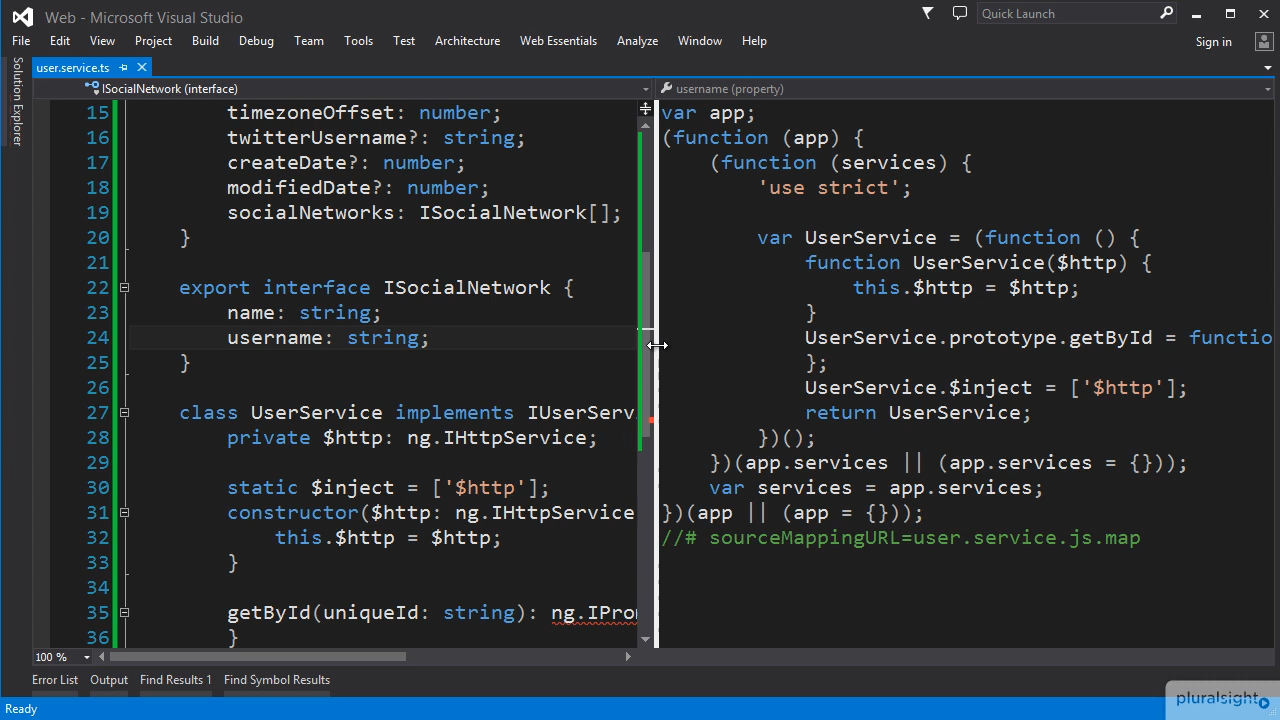 Web - Microsoft Visual Studio
Quick Launch
File Edit View Project Build Debug Team Tools Test Architecture Web Essentials Analyze Window Help
Sign in
Solution Explorer
user.service.ts
ISocialNetwork (interface)
username (property)
15 timezoneOffset: number;
16 twitterUsername?: string;
17 createDate?: number;
18 modifiedDate?: number;
19 socialNetworks: ISocialNetwork[];
20 }
21
22 export interface ISocialNetwork {
23 name: string;
24 username: string;
25 }
26
27 class UserService implements IUserServ
28 private $http: ng.IHttpService;
29
30 static $inject = ['$http'];
31 constructor($http: ng.IHttpService
32 this.$http = $http;
33 }
34
35 getById(uniqueId: string): ng.IPro
36 }
var app;
(function (app) {
(function (services) {
'use strict';
var UserService = (function () {
function UserService($http) {
this.$http = $http;
}
UserService.prototype.getById = functio
};
UserService.$inject = ['$http'];
return UserService;
})();
})(app.services || (app.services = {}));
var services = app.services;
})(app || (app = {}));
//# sourceMappingURL=user.service.js.map
100 %
Error List Output Find Results 1 Find Symbol Results
Ready
pluralsight